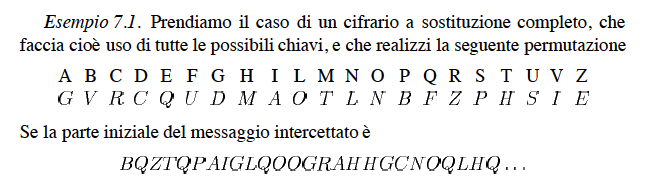 Esempio 7.1. Prendiamo il caso di un cifrario a sostituzione completo, che
faccia cioè uso di tutte le possibili chiavi, e che realizzi la seguente permutazione
A B C D E F G H I L M N O P Q R S T U V Z
G V R C Q U D M A O T L N B F Z P H S I E
Se la parte iniziale del messaggio intercettato è
BQZTQPAIGLQOOGRAHHGCNOQLHQ...